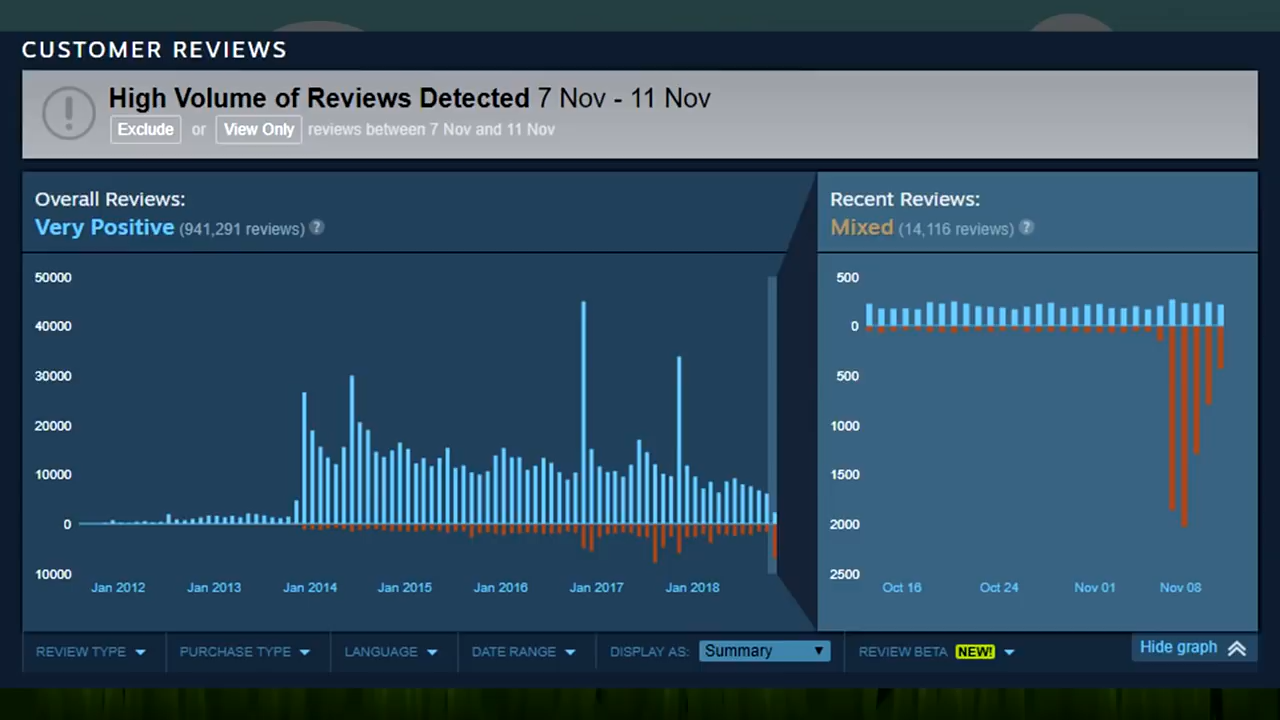 CUSTOMER REVIEWS
!
High Volume of Reviews Detected 7 Nov - 11 Nov
Exclude or View Only reviews between 7 Nov and 11 Nov
Overall Reviews:
Very Positive (941,291 reviews) ?
50000
40000
30000
20000
10000
0
10000
Jan 2012 Jan 2013 Jan 2014 Jan 2015 Jan 2016 Jan 2017 Jan 2018
Recent Reviews:
Mixed (14,116 reviews) ?
500
0
500
1000
1500
2000
2500
Oct 16 Oct 24 Nov 01 Nov 08
REVIEW TYPE PURCHASE TYPE LANGUAGE DATE RANGE DISPLAY AS: Summary REVIEW BETA NEW! Hide graph